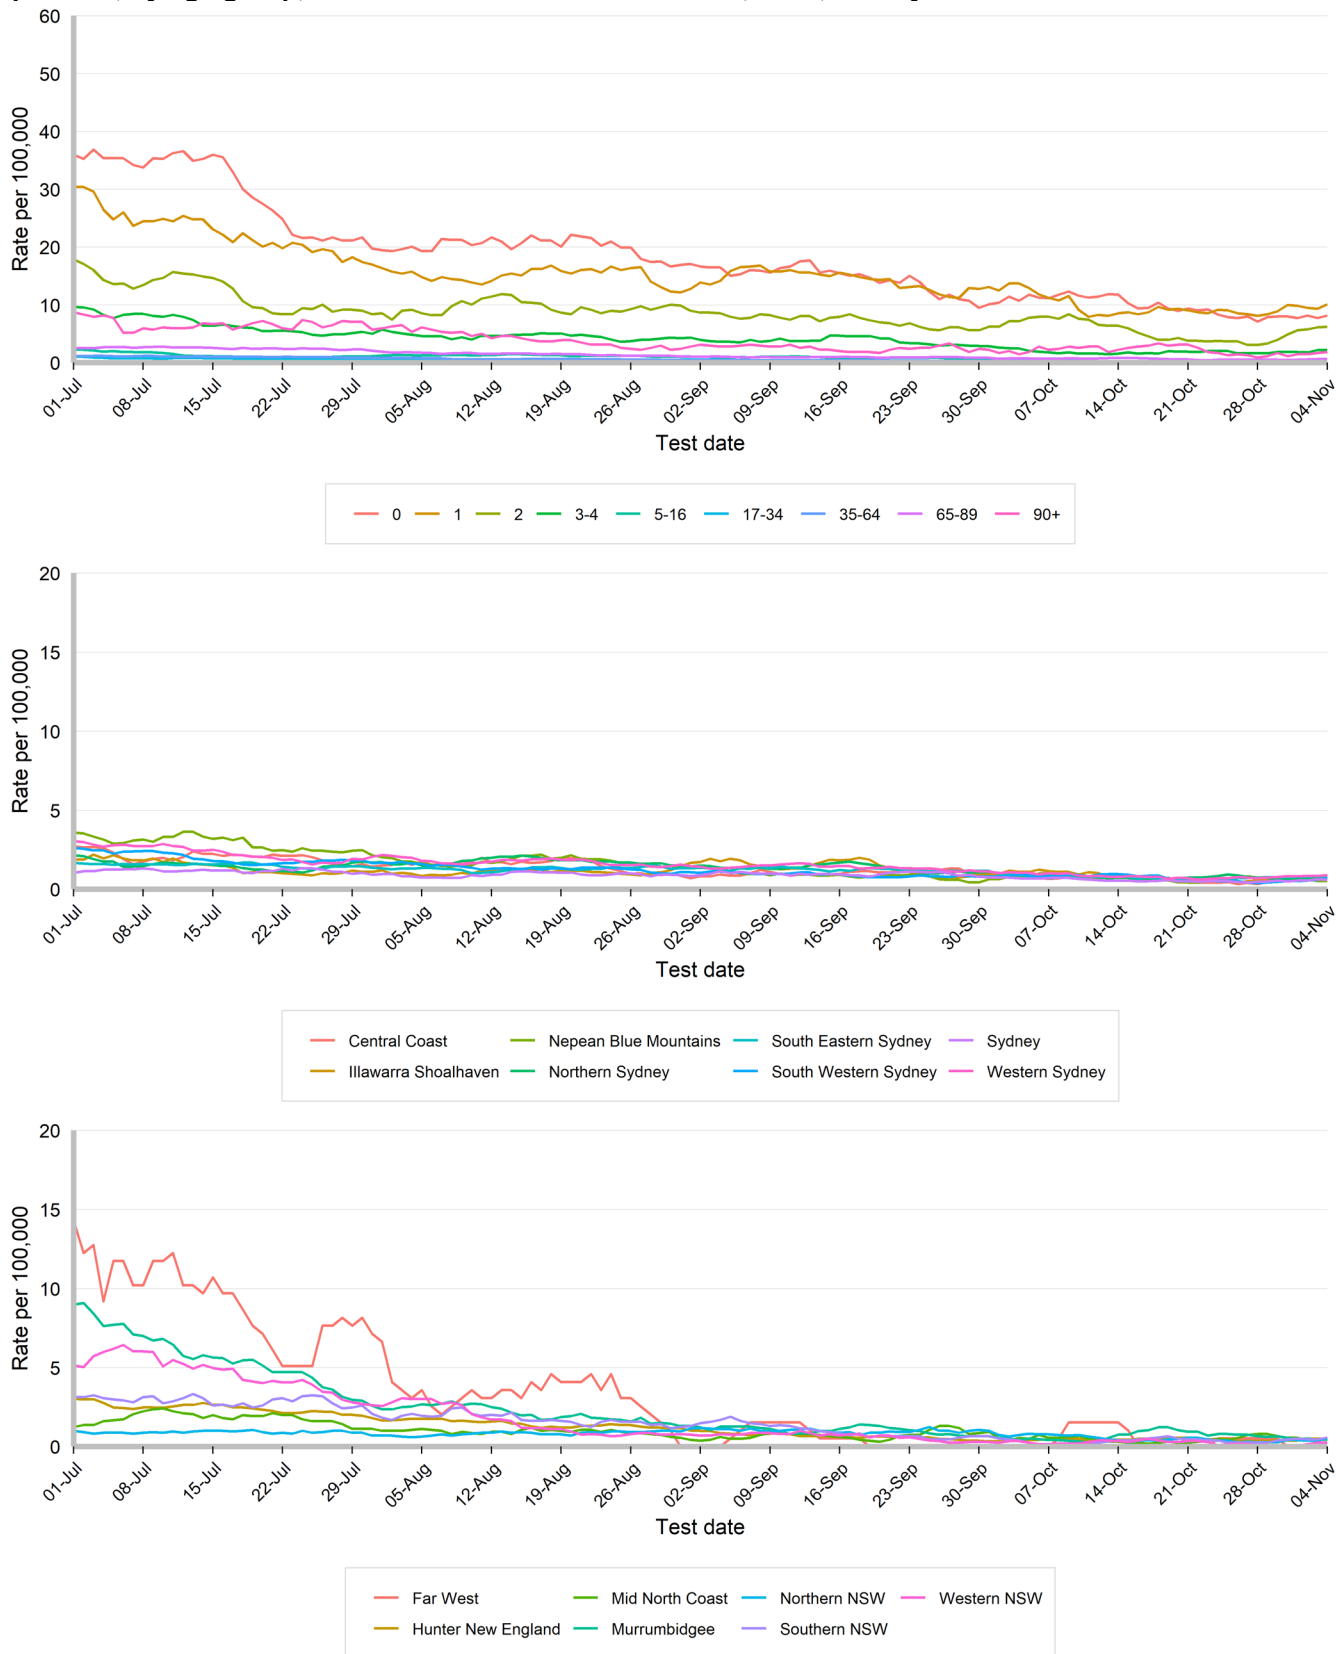 60
50
40
30
20
10
0
Rate per 100,000
01-Jul 08-Jul 15-Jul 22-Jul 29-Jul 05-Aug 12-Aug 19-Aug 26-Aug 02-Sep 09-Sep 16-Sep 23-Sep 30-Sep 07-Oct 14-Oct 21-Oct 28-Oct 04-Nov
Test date
0 1 2 3-4 5-16 17-34 35-64 65-89 90+
20
15
10
5
0
Rate per 100,000
01-Jul 08-Jul 15-Jul 22-Jul 29-Jul 05-Aug 12-Aug 19-Aug 26-Aug 02-Sep 09-Sep 16-Sep 23-Sep 30-Sep 07-Oct 14-Oct 21-Oct 28-Oct 04-Nov
Test date
Central Coast Nepean Blue Mountains South Eastern Sydney Sydney
Illawarra Shoalhaven Northern Sydney South Western Sydney Western Sydney
20
15
10
5
0
Rate per 100,000
01-Jul 08-Jul 15-Jul 22-Jul 29-Jul 05-Aug 12-Aug 19-Aug 26-Aug 02-Sep 09-Sep 16-Sep 23-Sep 30-Sep 07-Oct 14-Oct 21-Oct 28-Oct 04-Nov
Test date
Far West Mid North Coast Northern NSW Western NSW
Hunter New England Murrumbidgee Southern NSW